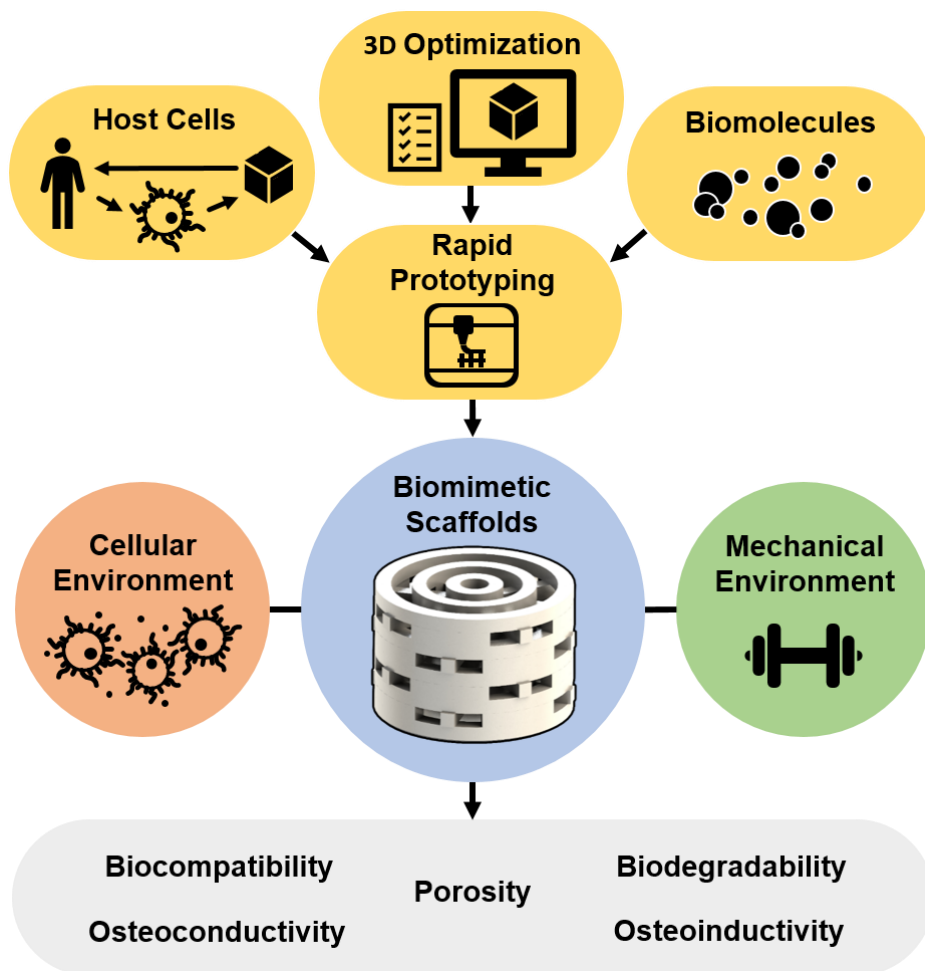 3D Optimization
Host Cells
Biomolecules
Rapid
Prototyping
Biomimetic
Scaffolds
Cellular
Environment
Mechanical
Environment
Biocompatibility
Porosity
Biodegradability
Osteoconductivity
Osteoinductivity